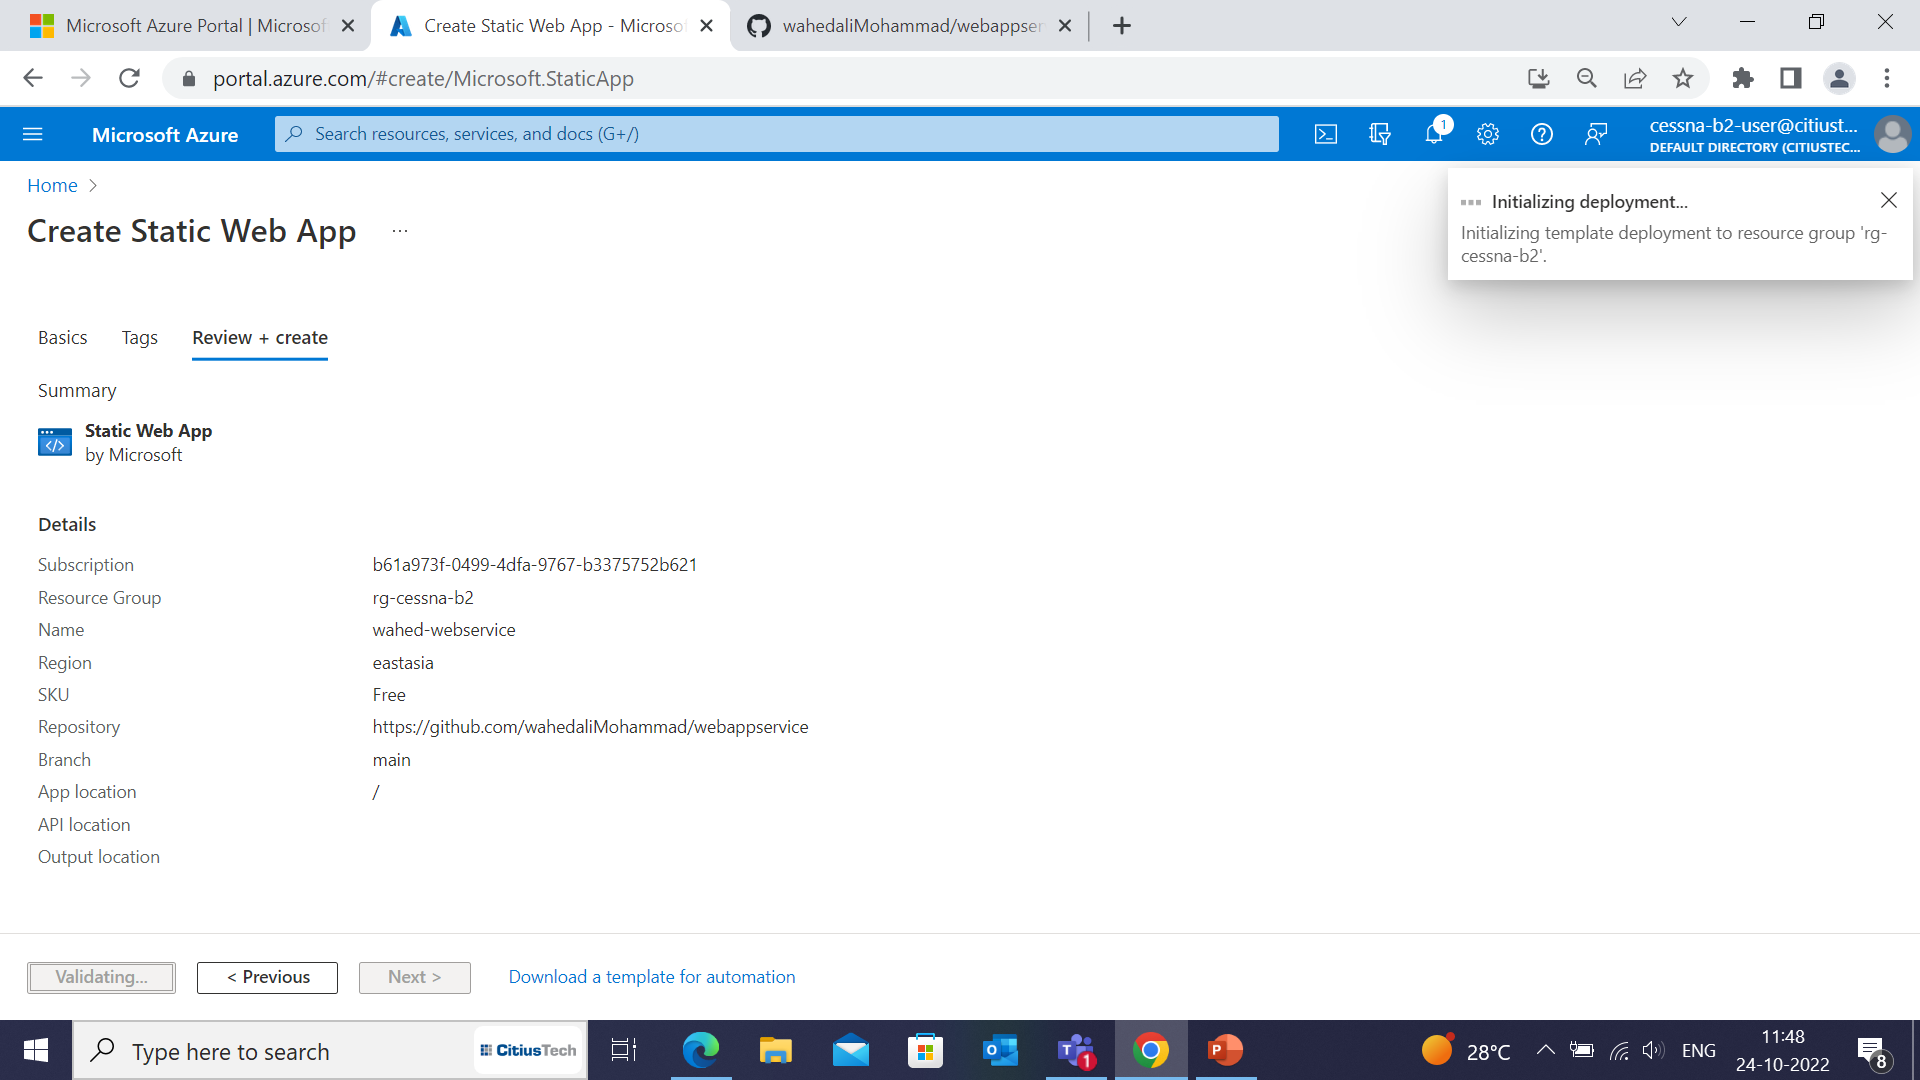 Microsoft Azure Portal | Microsof
Create Static Web App - Microsof
wahedaliMohammad/webappser
portal.azure.com/#create/Microsoft.StaticApp
Microsoft Azure
Search resources, services, and docs (G+/)
1
cessna-b2-user@citiust...
DEFAULT DIRECTORY (CITIUSTEC...
Home
Create Static Web App
...
Initializing deployment...
Initializing template deployment to resource group 'rg-
cessna-b2'.
Basics
Tags
Review + create
Summary
Static Web App
by Microsoft
Details
Subscription
b61a973f-0499-4dfa-9767-b3375752b621
Resource Group
rg-cessna-b2
Name
wahed-webservice
Region
eastasia
SKU
Free
Repository
https://github.com/wahedaliMohammad/webappservice
Branch
main
App location
/
API location
Output location
Validating...
< Previous
Next >
Download a template for automation
Type here to search
CitiusTech
1
28°C
ENG
11:48
24-10-2022
8